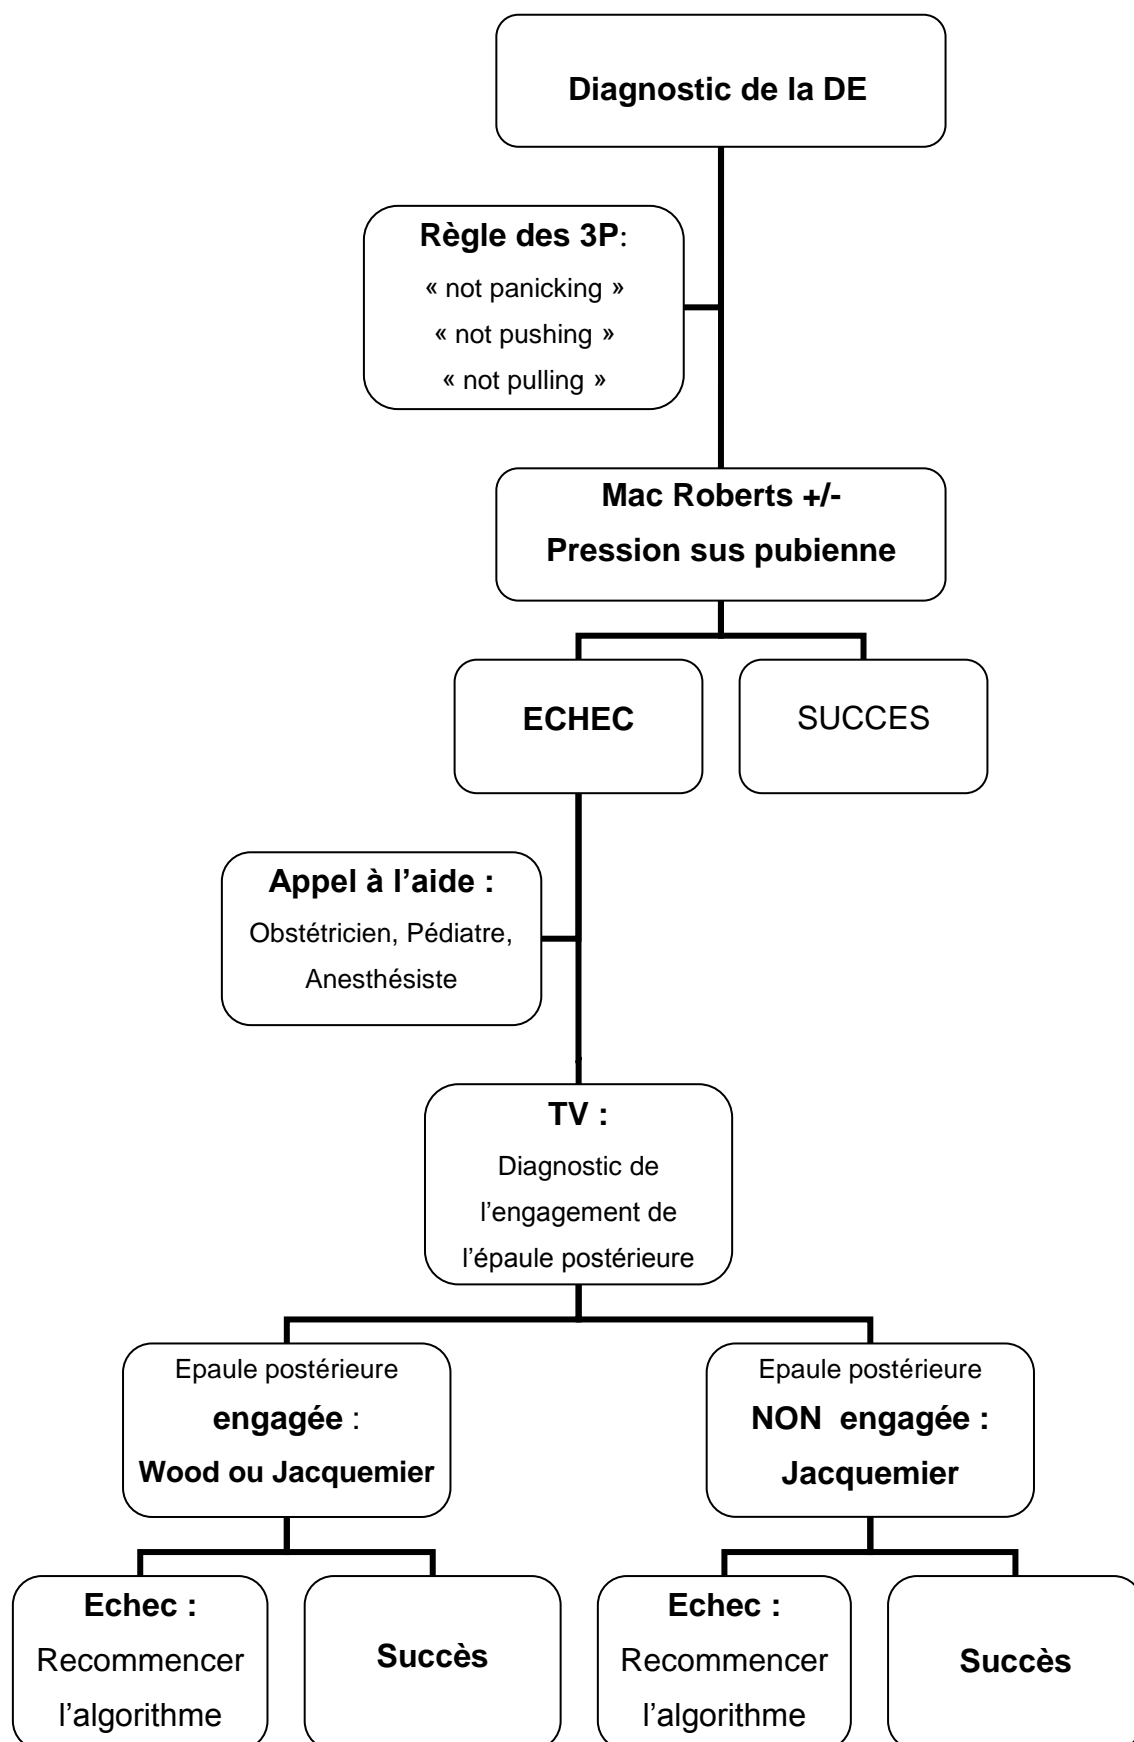 Diagnostic de la DE
Règle des 3P:
« not panicking »
« not pushing »
« not pulling »
Mac Roberts +/-
Pression sus pubienne
ECHEC
SUCCES
Appel à l’aide :
Obstétricien, Pédiatre,
Anesthésiste
TV :
Diagnostic de
l’engagement de
l’épaule postérieure
Epaule postérieure
engagée :
Wood ou Jacquemier
Epaule postérieure
NON engagée :
Jacquemier
Echec :
Recommencer
l’algorithme
Succès
Echec :
Recommencer
l’algorithme
Succès